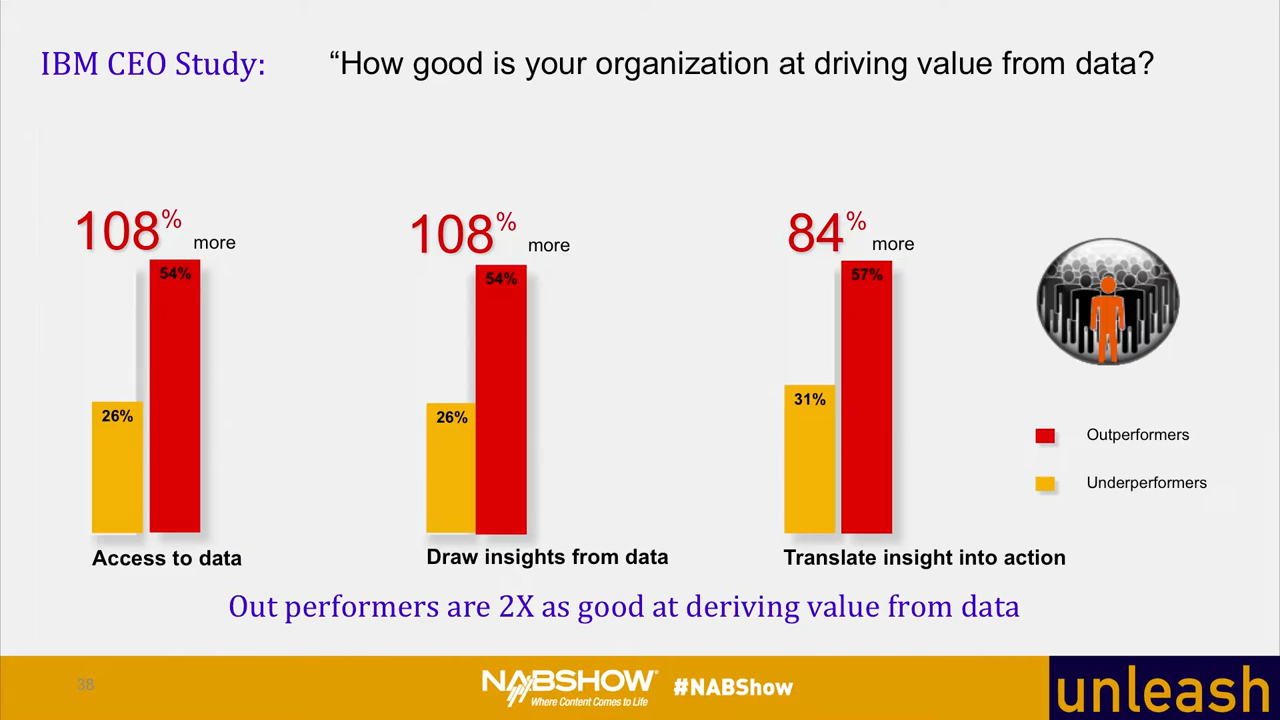 IBM CEO Study: “How good is your organization at driving value from data?
108% more
108% more
84% more
54%
54%
57%
26%
26%
31%
Outperformers
Underperformers
Access to data
Draw insights from data
Translate insight into action
Out performers are 2X as good at deriving value from data
38
NABSHOW®
Where Content Comes to Life
#NABShow
unleash